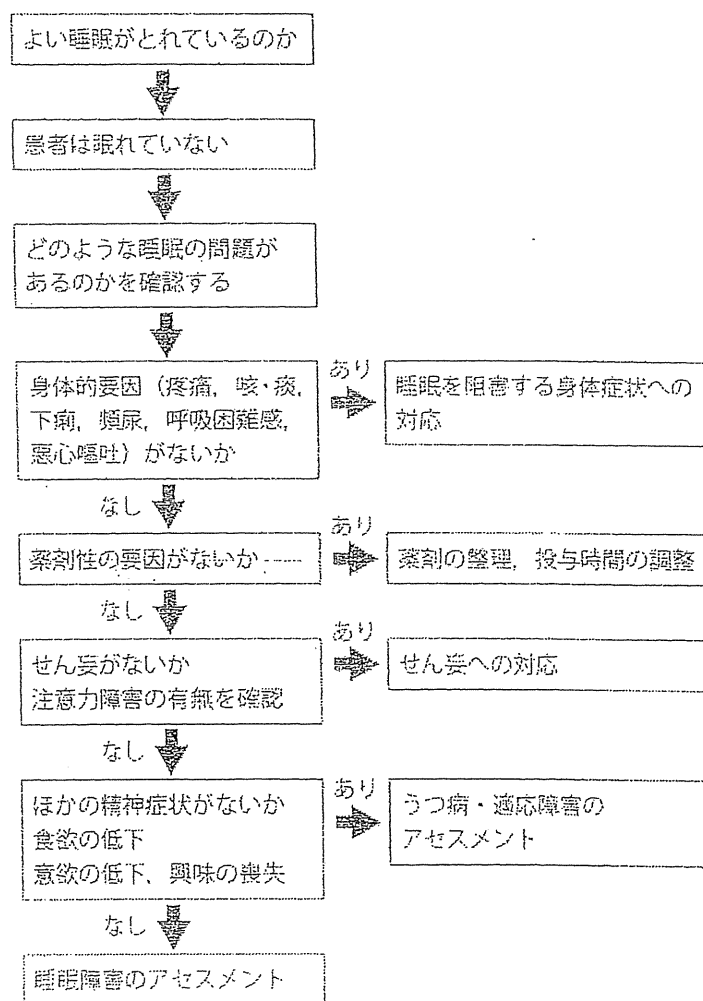 よい睡眠がとれているのか
患者は眠れていない
どのような睡眠の問題が
あるのかを確認する
身体的要因（疼痛，咳・痰，
下痢，頻尿，呼吸困難感，
悪心嘔吐）がないか
あり
睡眠を阻害する身体症状への
対応
なし
薬剤性の要因がないか
あり
薬剤の整理，投与時間の調整
なし
せん妄がないか
注意力障害の有無を確認
あり
せん妄への対応
なし
ほかの精神症状がないか
食欲の低下
意欲の低下，興味の喪失
あり
うつ病・適応障害の
アセスメント
なし
睡眠障害のアセスメント